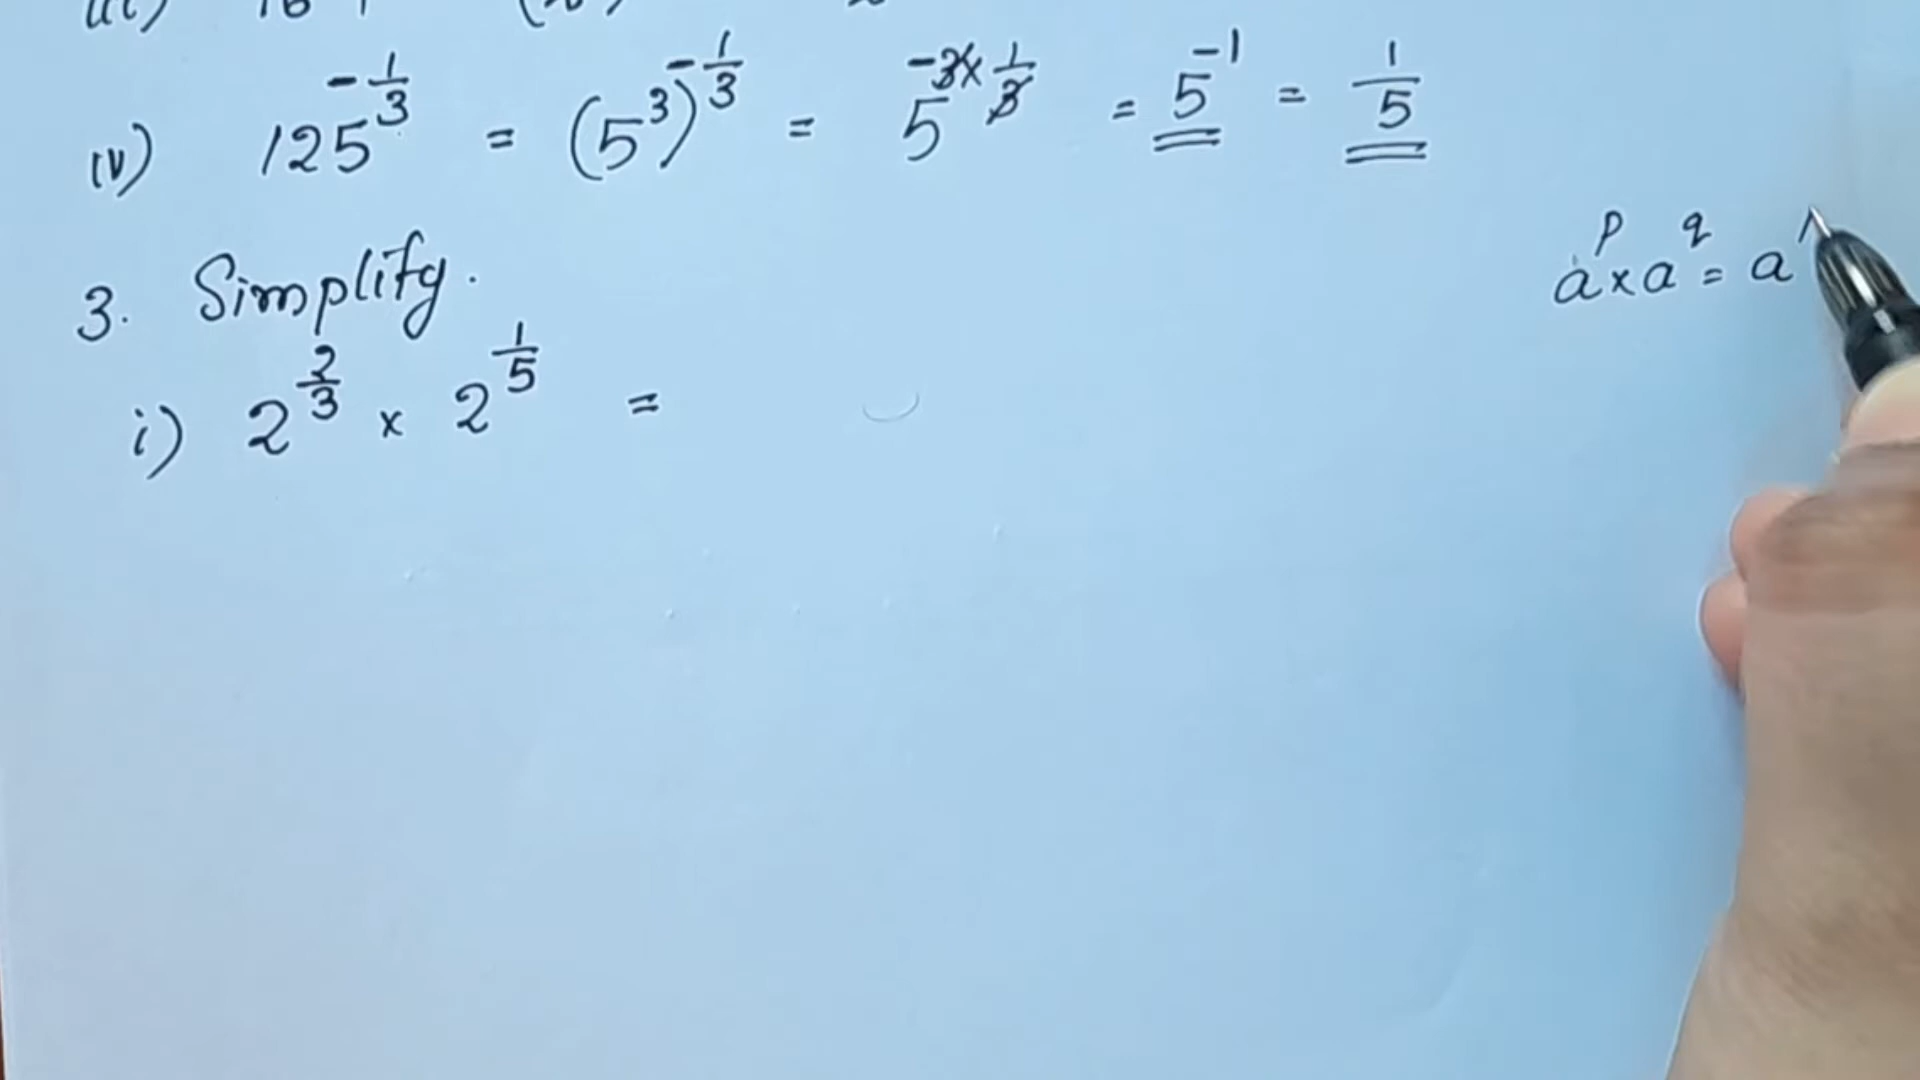 iv) 125^{-1/3} = (5^3)^{-1/3} = 5^{-3×1/3} = 5^{-1} = 1/5
3. Simplify.
a^p × a^q = a
i) 2^{2/3} × 2^{1/5} =